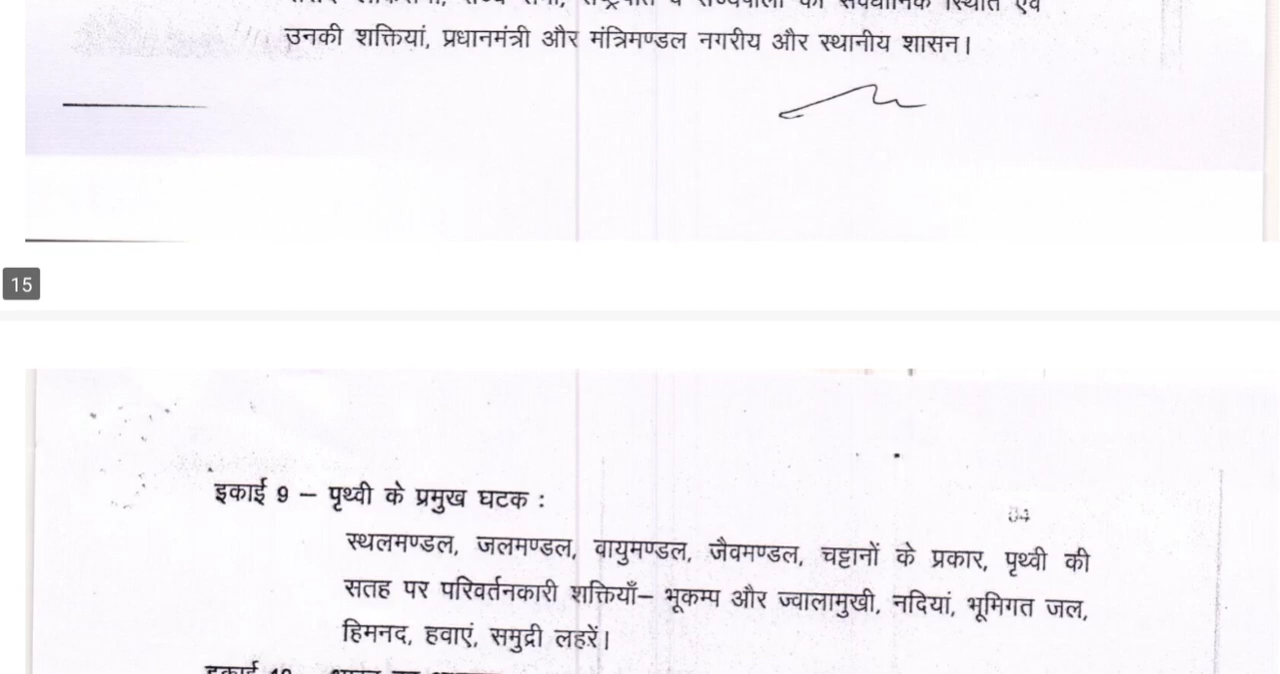 उनकी शक्तियां, प्रधानमंत्री और मंत्रिमण्डल नगरीय और स्थानीय शासन।
15
इकाई 9 – पृथ्वी के प्रमुख घटक :
04
स्थलमण्डल, जलमण्डल, वायुमण्डल, जैवमण्डल, चट्टानों के प्रकार, पृथ्वी की
सतह पर परिवर्तनकारी शक्तियाँ– भूकम्प और ज्वालामुखी, नदियां, भूमिगत जल,
हिमनद, हवाएं, समुद्री लहरें।